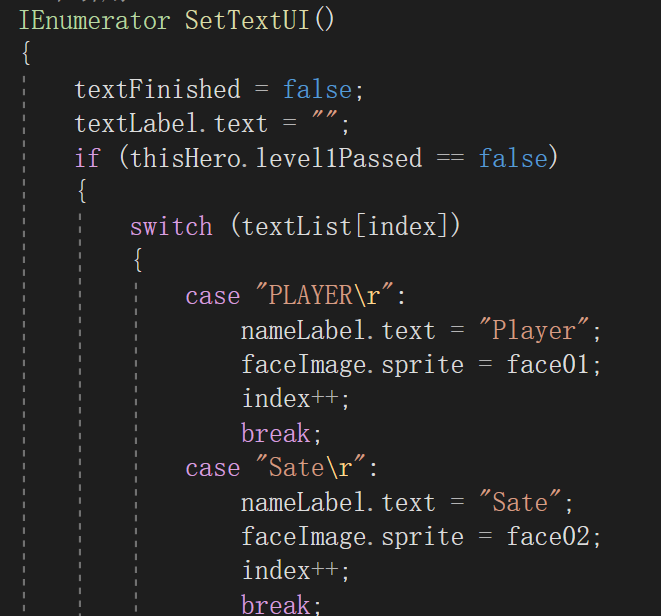 IEnumerator SetTextUI()
{
textFinished = false;
textLabel.text = "";
if (thisHero.level1Passed == false)
{
switch (textList[index])
{
case "PLAYER\r":
nameLabel.text = "Player";
faceImage.sprite = face01;
index++;
break;
case "Sate\r":
nameLabel.text = "Sate";
faceImage.sprite = face02;
index++;
break;